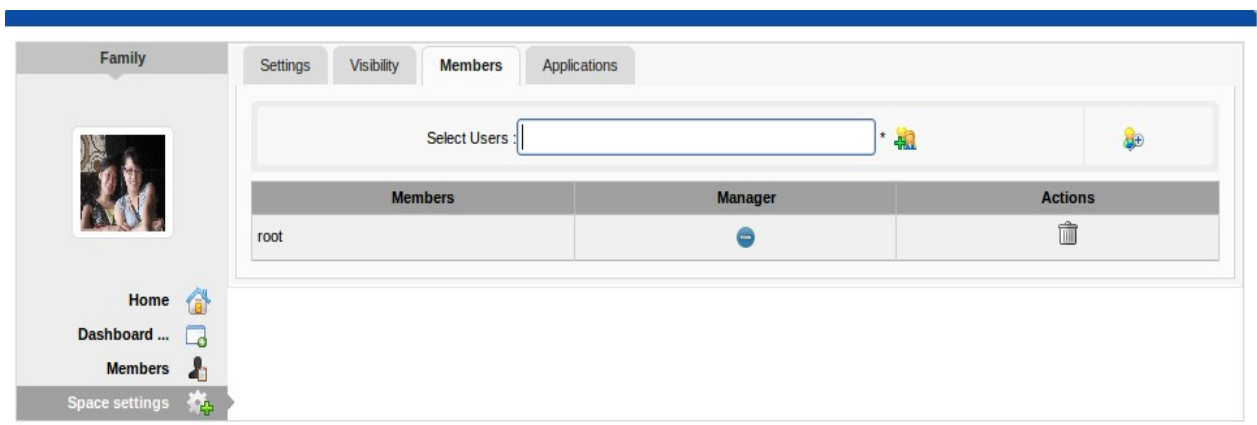 Family
Settings Visibility Members Applications
Select Users : *
Members Manager Actions
root
Home
Dashboard ...
Members
Space settings